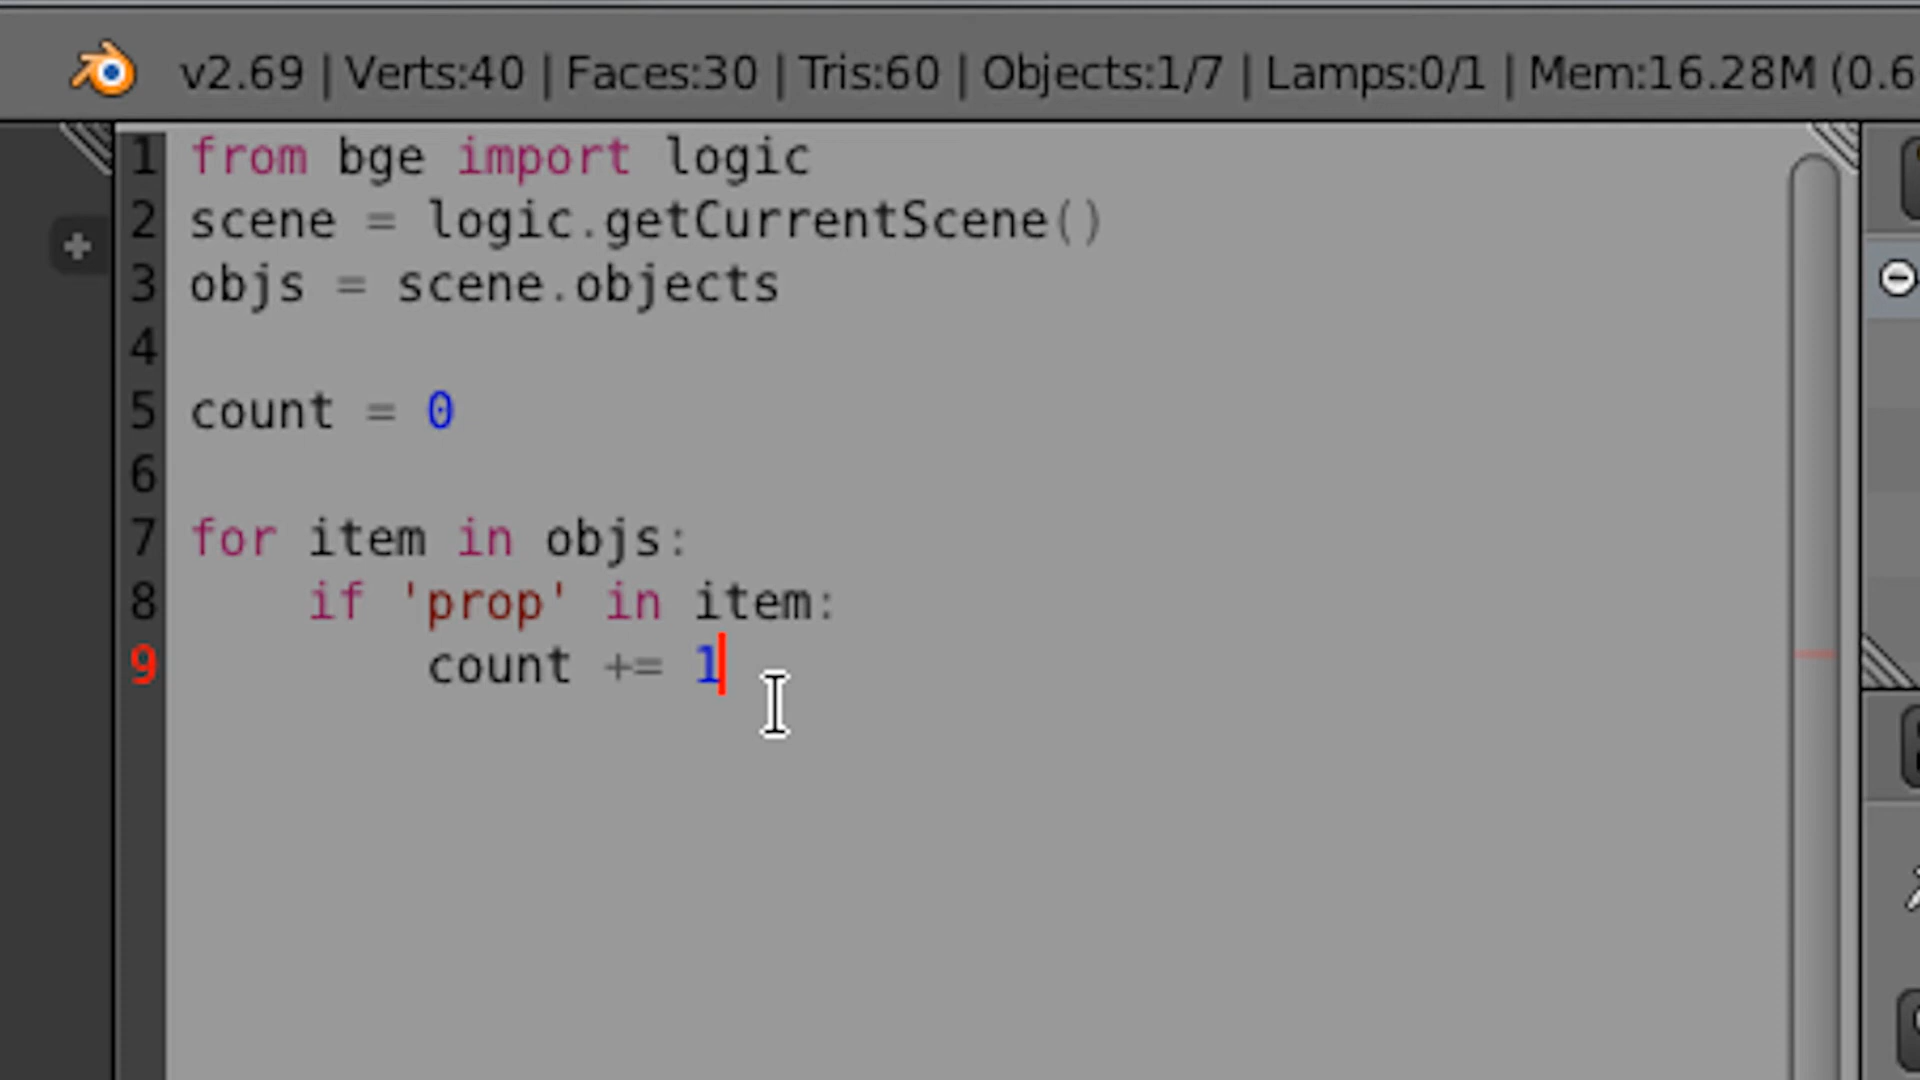 v2.69 | Verts:40 | Faces:30 | Tris:60 | Objects:1/7 | Lamps:0/1 | Mem:16.28M (0.6
1 from bge import logic
2 scene = logic.getCurrentScene()
3 objs = scene.objects
4
5 count = 0
6
7 for item in objs:
8     if 'prop' in item:
9         count += 1